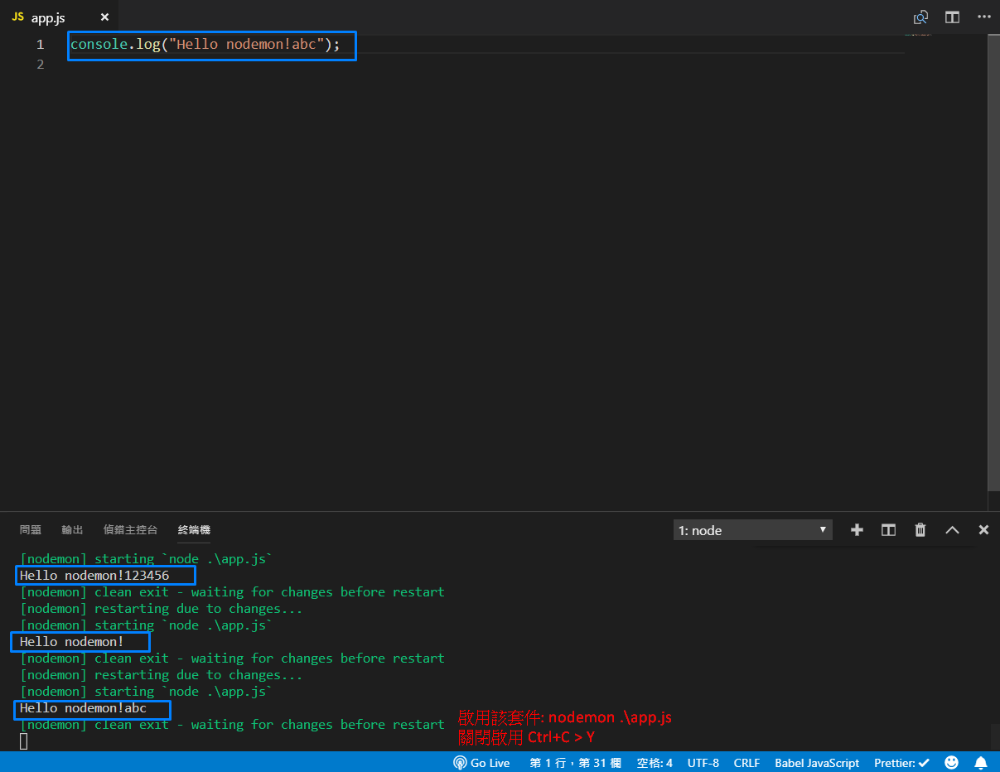 JS app.js ×
1 console.log("Hello nodemon!abc");
2
問題 輸出 偵錯主控台 終端機 1: node
[nodemon] starting `node .\app.js`
Hello nodemon!123456
[nodemon] clean exit - waiting for changes before restart
[nodemon] restarting due to changes...
[nodemon] starting `node .\app.js`
Hello nodemon!
[nodemon] clean exit - waiting for changes before restart
[nodemon] restarting due to changes...
[nodemon] starting `node .\app.js`
Hello nodemon!abc
[nodemon] clean exit - waiting for changes before restart
啟用該套件: nodemon .\app.js
關閉啟用 Ctrl+C > Y
Go Live 第 1 行，第 31 欄 空格: 4 UTF-8 CRLF Babel JavaScript Prettier: ✓